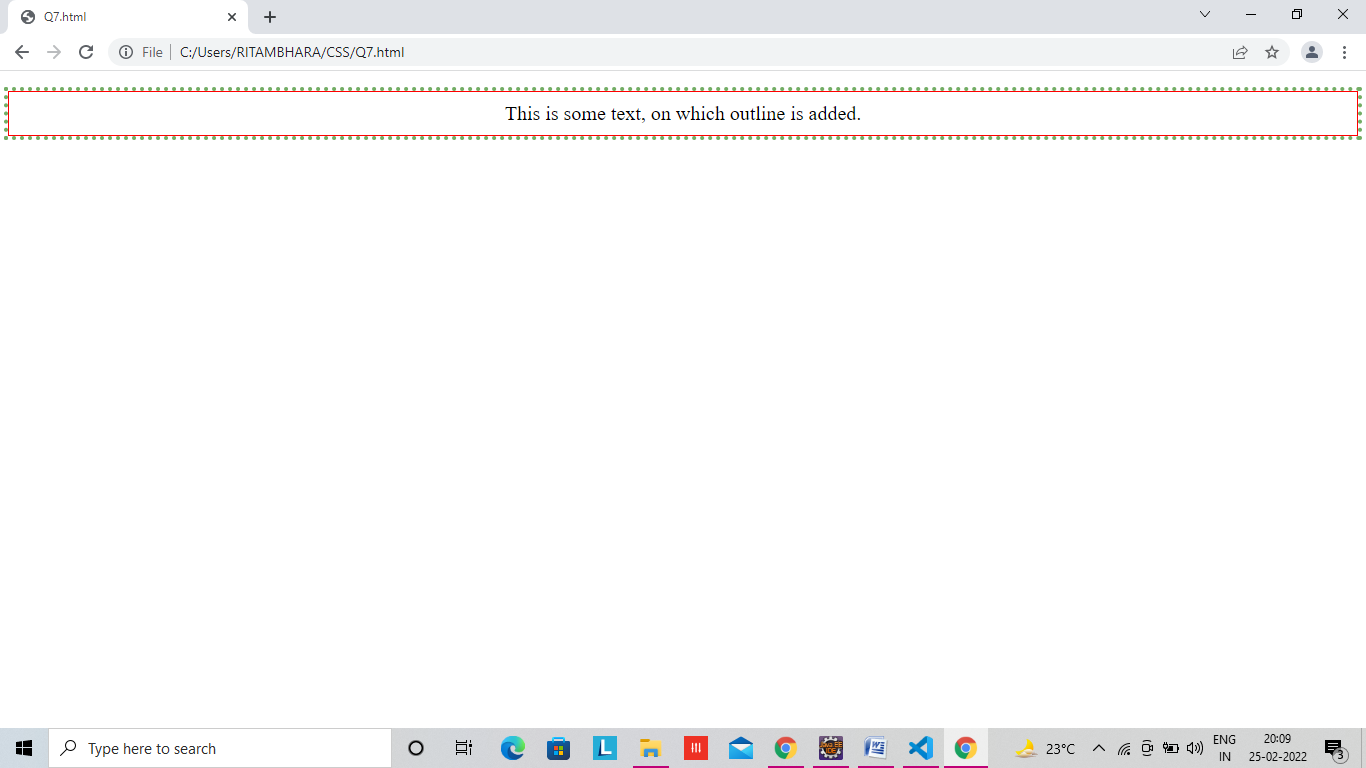 Q7.html
File C:/Users/RITAMBHARA/CSS/Q7.html
This is some text, on which outline is added.
Type here to search
23°C
ENG
IN
20:09
25-02-2022
3